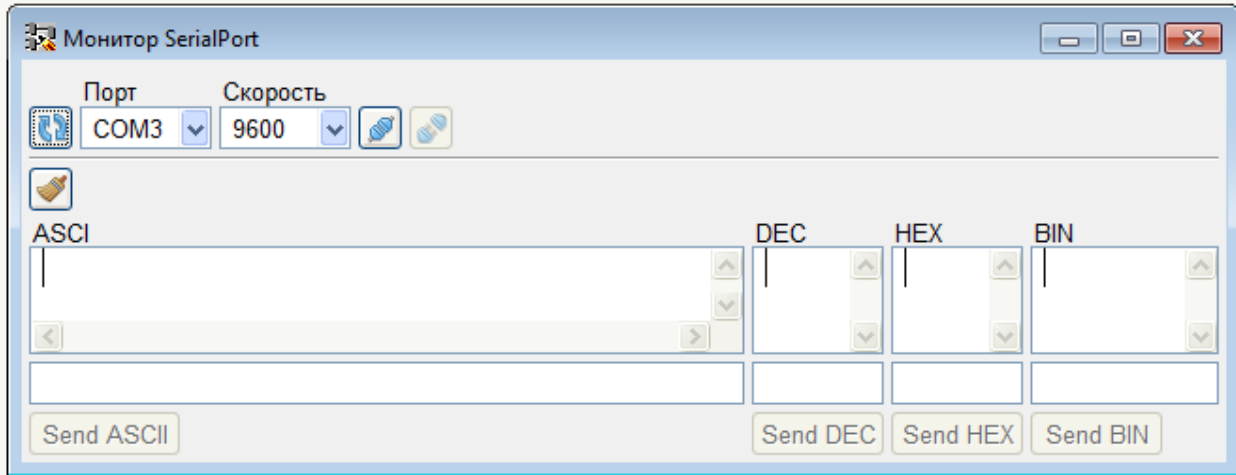 Монитор SerialPort
Порт Скорость
COM3 9600
ASCI DEC HEX BIN
Send ASCII Send DEC Send HEX Send BIN